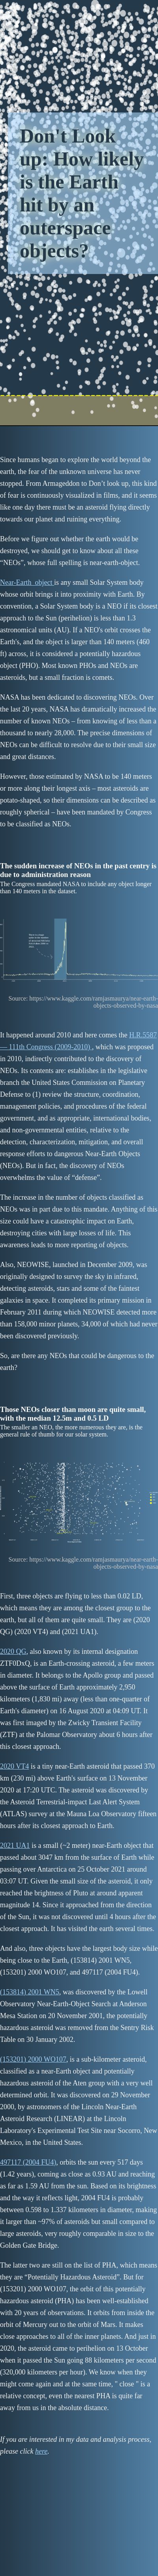 Don't Look
up: How likely
is the Earth
hit by an
outerspace
objects?
Since humans began to explore the world beyond the
earth, the fear of the unknown universe has never
stopped. From Armageddon to Don't look up, this kind
of fear is continuously visualized in films, and it seems
like one day there must be an asteroid flying directly
towards our planet and ruining everything.
Before we figure out whether the earth would be
destroyed, we should get to know about all these
“NEOs”, whose full spelling is near-earth-object.
Near-Earth object is any small Solar System body
whose orbit brings it into proximity with Earth. By
convention, a Solar System body is a NEO if its closest
approach to the Sun (perihelion) is less than 1.3
astronomical units (AU). If a NEO's orbit crosses the
Earth's, and the object is larger than 140 meters (460
ft) across, it is considered a potentially hazardous
object (PHO). Most known PHOs and NEOs are
asteroids, but a small fraction is comets.
NASA has been dedicated to discovering NEOs. Over
the last 20 years, NASA has dramatically increased the
number of known NEOs – from knowing of less than a
thousand to nearly 28,000. The precise dimensions of
NEOs can be difficult to resolve due to their small size
and great distances.
However, those estimated by NASA to be 140 meters
or more along their longest axis – most asteroids are
potato-shaped, so their dimensions can be described as
roughly spherical – have been mandated by Congress
to be classified as NEOs.
The sudden increase of NEOs in the past centry is
due to administration reason
The Congress mandated NASA to include any object longer
than 140 meters in the dataset.
Source: https://www.kaggle.com/ramjasmaurya/near-earth-
objects-observed-by-nasa
It happened around 2010 and here comes the H.R.5587
— 111th Congress (2009-2010) , which was proposed
in 2010, indirectly contributed to the discovery of
NEOs. Its contents are: establishes in the legislative
branch the United States Commission on Planetary
Defense to (1) review the structure, coordination,
management policies, and procedures of the federal
government, and as appropriate, international bodies,
and non-governmental entities, relative to the
detection, characterization, mitigation, and overall
response efforts to dangerous Near-Earth Objects
(NEOs). But in fact, the discovery of NEOs
overwhelms the value of “defense”.
The increase in the number of objects classified as
NEOs was in part due to this mandate. Anything of this
size could have a catastrophic impact on Earth,
destroying cities with large losses of life. This
awareness leads to more reporting of objects.
Also, NEOWISE, launched in December 2009, was
originally designed to survey the sky in infrared,
detecting asteroids, stars and some of the faintest
galaxies in space. It completed its primary mission in
February 2011 during which NEOWISE detected more
than 158,000 minor planets, 34,000 of which had never
been discovered previously.
So, are there any NEOs that could be dangerous to the
earth?
Those NEOs closer than moon are quite small,
with the median 12.5m and 0.5 LD
The smaller an NEO, the more numerous they are, is the
general rule of thumb for our solar system.
Source: https://www.kaggle.com/ramjasmaurya/near-earth-
objects-observed-by-nasa
First, three objects are flying to less than 0.02 LD,
which means they are among the closest group to the
earth, but all of them are quite small. They are (2020
QG) (2020 VT4) and (2021 UA1).
2020 QG, also known by its internal designation
ZTF0DxQ, is an Earth-crossing asteroid, a few meters
in diameter. It belongs to the Apollo group and passed
above the surface of Earth approximately 2,950
kilometers (1,830 mi) away (less than one-quarter of
Earth's diameter) on 16 August 2020 at 04:09 UT. It
was first imaged by the Zwicky Transient Facility
(ZTF) at the Palomar Observatory about 6 hours after
this closest approach.
2020 VT4 is a tiny near-Earth asteroid that passed 370
km (230 mi) above Earth's surface on 13 November
2020 at 17:20 UTC. The asteroid was discovered by
the Asteroid Terrestrial-impact Last Alert System
(ATLAS) survey at the Mauna Loa Observatory fifteen
hours after its closest approach to Earth.
2021 UA1 is a small (~2 meter) near-Earth object that
passed about 3047 km from the surface of Earth while
passing over Antarctica on 25 October 2021 around
03:07 UT. Given the small size of the asteroid, it only
reached the brightness of Pluto at around apparent
magnitude 14. Since it approached from the direction
of the Sun, it was not discovered until 4 hours after the
closest approach. It has visited the earth several times.
And also, three objects have the largest body size while
being close to the Earth, (153814) 2001 WN5,
(153201) 2000 WO107, and 497117 (2004 FU4).
(153814) 2001 WN5, was discovered by the Lowell
Observatory Near-Earth-Object Search at Anderson
Mesa Station on 20 November 2001, the potentially
hazardous asteroid was removed from the Sentry Risk
Table on 30 January 2002.
(153201) 2000 WO107, is a sub-kilometer asteroid,
classified as a near-Earth object and potentially
hazardous asteroid of the Aten group with a very well
determined orbit. It was discovered on 29 November
2000, by astronomers of the Lincoln Near-Earth
Asteroid Research (LINEAR) at the Lincoln
Laboratory's Experimental Test Site near Socorro, New
Mexico, in the United States.
497117 (2004 FU4), orbits the sun every 517 days
(1.42 years), coming as close as 0.93 AU and reaching
as far as 1.59 AU from the sun. Based on its brightness
and the way it reflects light, 2004 FU4 is probably
between 0.598 to 1.337 kilometers in diameter, making
it larger than ~97% of asteroids but small compared to
large asteroids, very roughly comparable in size to the
Golden Gate Bridge.
The latter two are still on the list of PHA, which means
they are “Potentially Hazardous Asteroid”. But for
(153201) 2000 WO107, the orbit of this potentially
hazardous asteroid (PHA) has been well-established
with 20 years of observations. It orbits from inside the
orbit of Mercury out to the orbit of Mars. It makes
close approaches to all of the inner planets. And just in
2020, the asteroid came to perihelion on 13 October
when it passed the Sun going 88 kilometers per second
(320,000 kilometers per hour). We know when they
might come again and at the same time, " close " is a
relative concept, even the nearest PHA is quite far
away from us in the absolute distance.
If you are interested in my data and analysis process,
please click here.